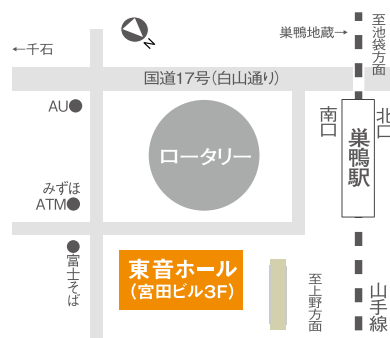 N
←千石
巣鴨地蔵→
至池袋方面
国道17号(白山通り)
AU
ロータリー
南口
巣鴨駅
北口
みずほ
ATM
富士そば
東音ホール
(宮田ビル3F)
至上野方面
山手線